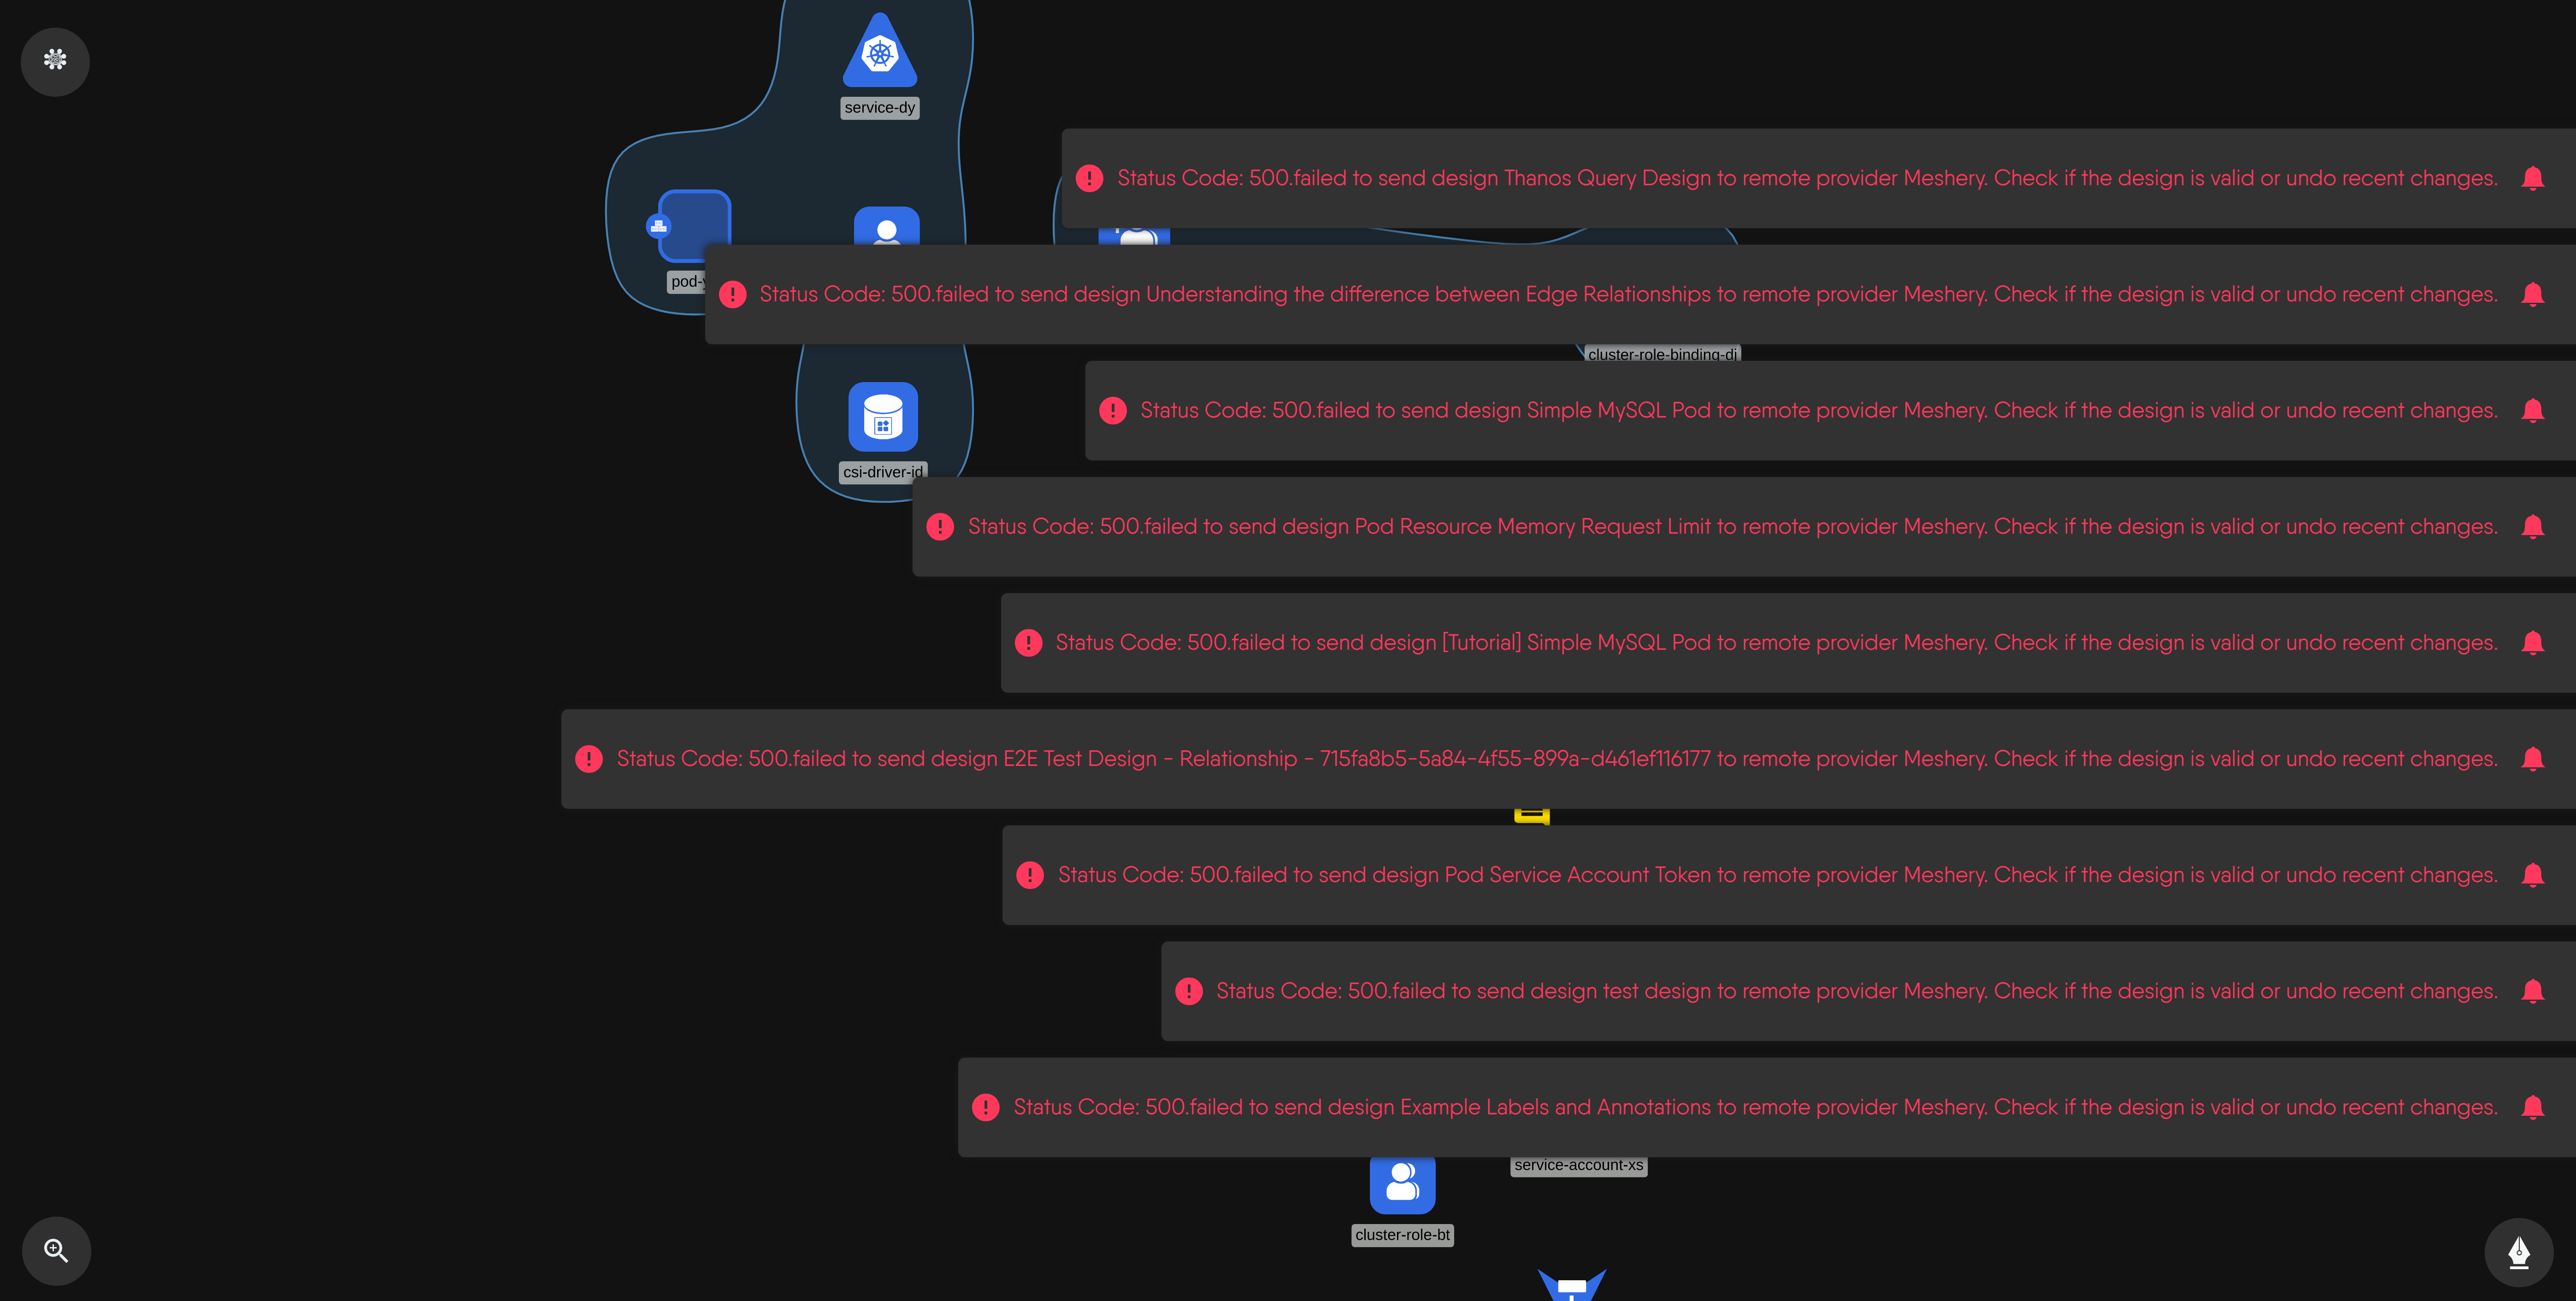 service-dy
Status Code: 500.failed to send design Thanos Query Design to remote provider Meshery. Check if the design is valid or undo recent changes.
pod-
Status Code: 500.failed to send design Understanding the difference between Edge Relationships to remote provider Meshery. Check if the design is valid or undo recent changes.
cluster-role-binding-di
Status Code: 500.failed to send design Simple MySQL Pod to remote provider Meshery. Check if the design is valid or undo recent changes.
csi-driver-id
Status Code: 500.failed to send design Pod Resource Memory Request Limit to remote provider Meshery. Check if the design is valid or undo recent changes.
Status Code: 500.failed to send design [Tutorial] Simple MySQL Pod to remote provider Meshery. Check if the design is valid or undo recent changes.
Status Code: 500.failed to send design E2E Test Design - Relationship - 715fa8b5-5a84-4f55-899a-d461ef116177 to remote provider Meshery. Check if the design is valid or undo recent changes.
Status Code: 500.failed to send design Pod Service Account Token to remote provider Meshery. Check if the design is valid or undo recent changes.
Status Code: 500.failed to send design test design to remote provider Meshery. Check if the design is valid or undo recent changes.
Status Code: 500.failed to send design Example Labels and Annotations to remote provider Meshery. Check if the design is valid or undo recent changes.
service-account-xs
cluster-role-bt